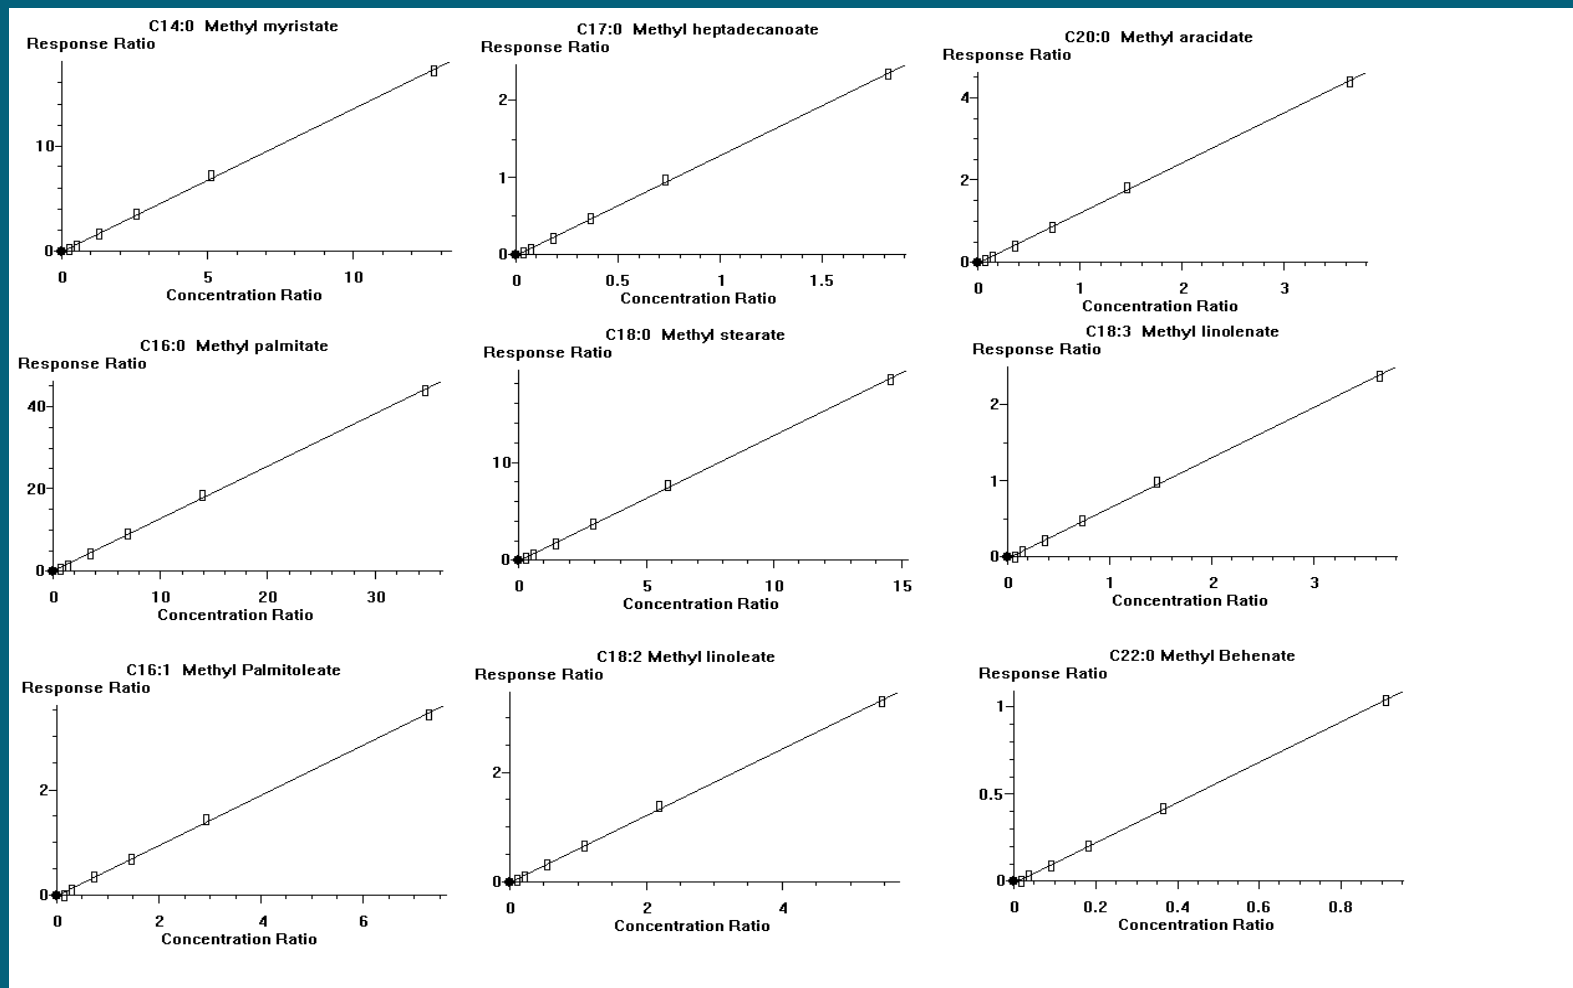 C14:0 Methyl myristate
Response Ratio
10
0
0 5 10
Concentration Ratio
C17:0 Methyl heptadecanoate
Response Ratio
2
1
0
0 0.5 1 1.5
Concentration Ratio
C20:0 Methyl aracidate
Response Ratio
4
2
0
0 1 2 3
Concentration Ratio
C16:0 Methyl palmitate
Response Ratio
40
20
0
0 10 20 30
Concentration Ratio
C18:0 Methyl stearate
Response Ratio
10
0
0 5 10 15
Concentration Ratio
C18:3 Methyl linolenate
Response Ratio
2
1
0
0 1 2 3
Concentration Ratio
C16:1 Methyl Palmitoleate
Response Ratio
2
0
0 2 4 6
Concentration Ratio
C18:2 Methyl linoleate
Response Ratio
2
0
0 2 4
Concentration Ratio
C22:0 Methyl Behenate
Response Ratio
1
0.5
0
0 0.2 0.4 0.6 0.8
Concentration Ratio